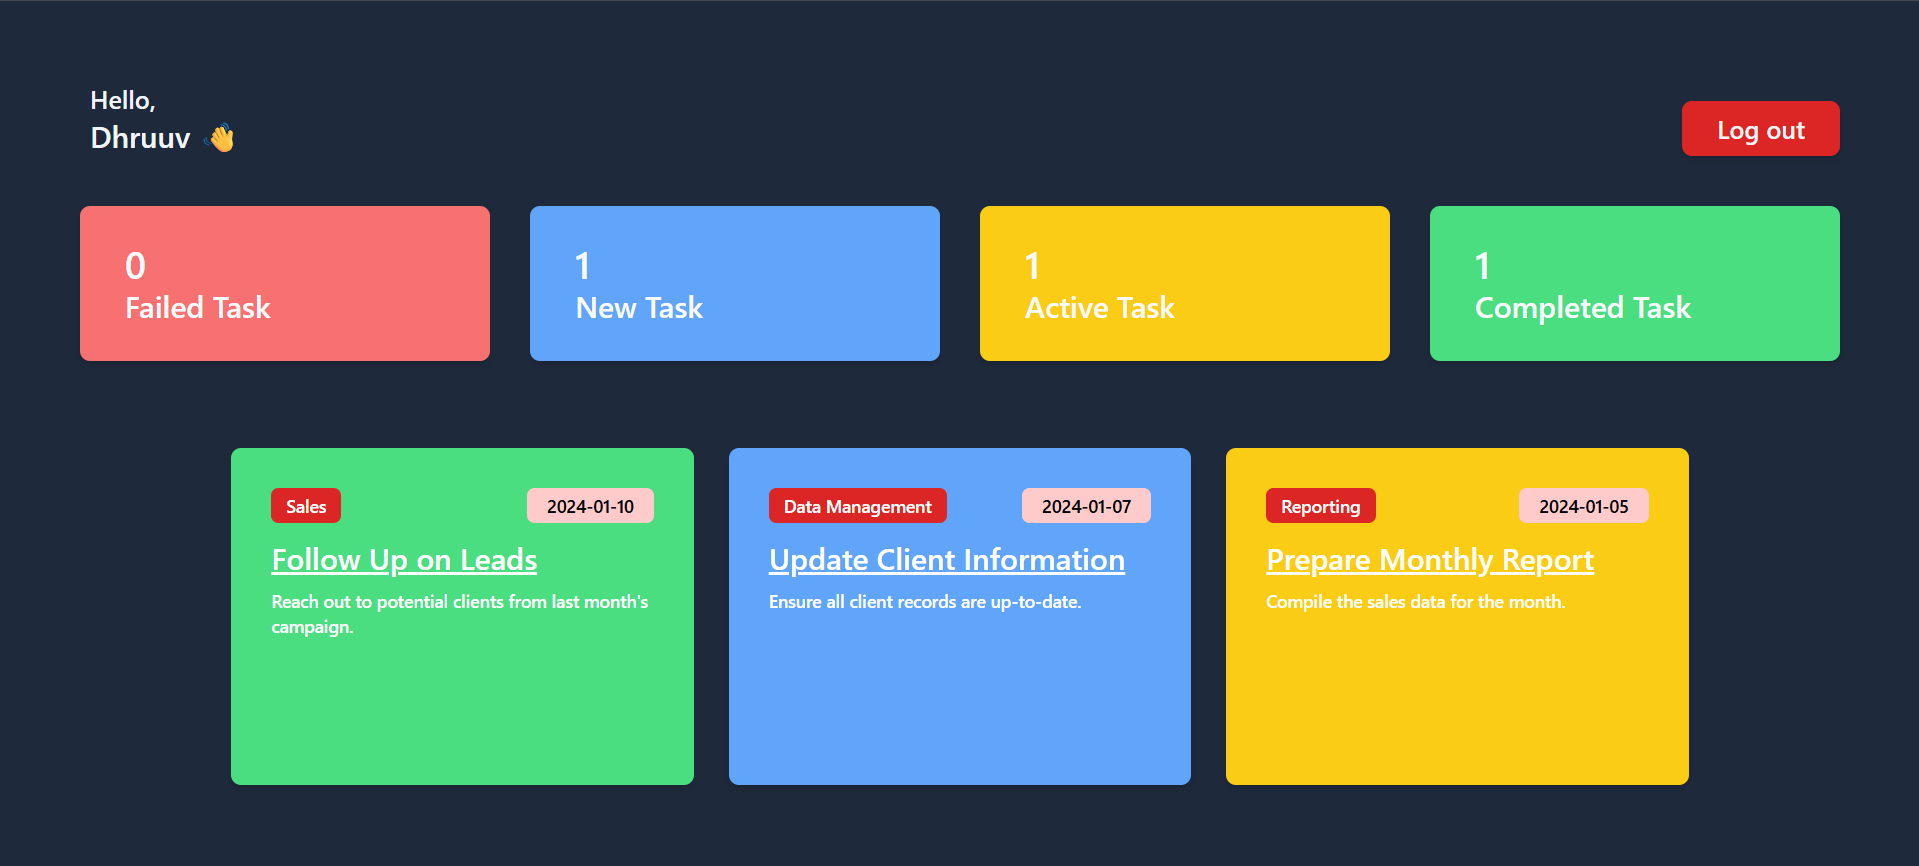 Hello,
Dhruuv 👋
Log out
0
Failed Task
1
New Task
1
Active Task
1
Completed Task
Sales
2024-01-10
Follow Up on Leads
Reach out to potential clients from last month's
campaign.
Data Management
2024-01-07
Update Client Information
Ensure all client records are up-to-date.
Reporting
2024-01-05
Prepare Monthly Report
Compile the sales data for the month.